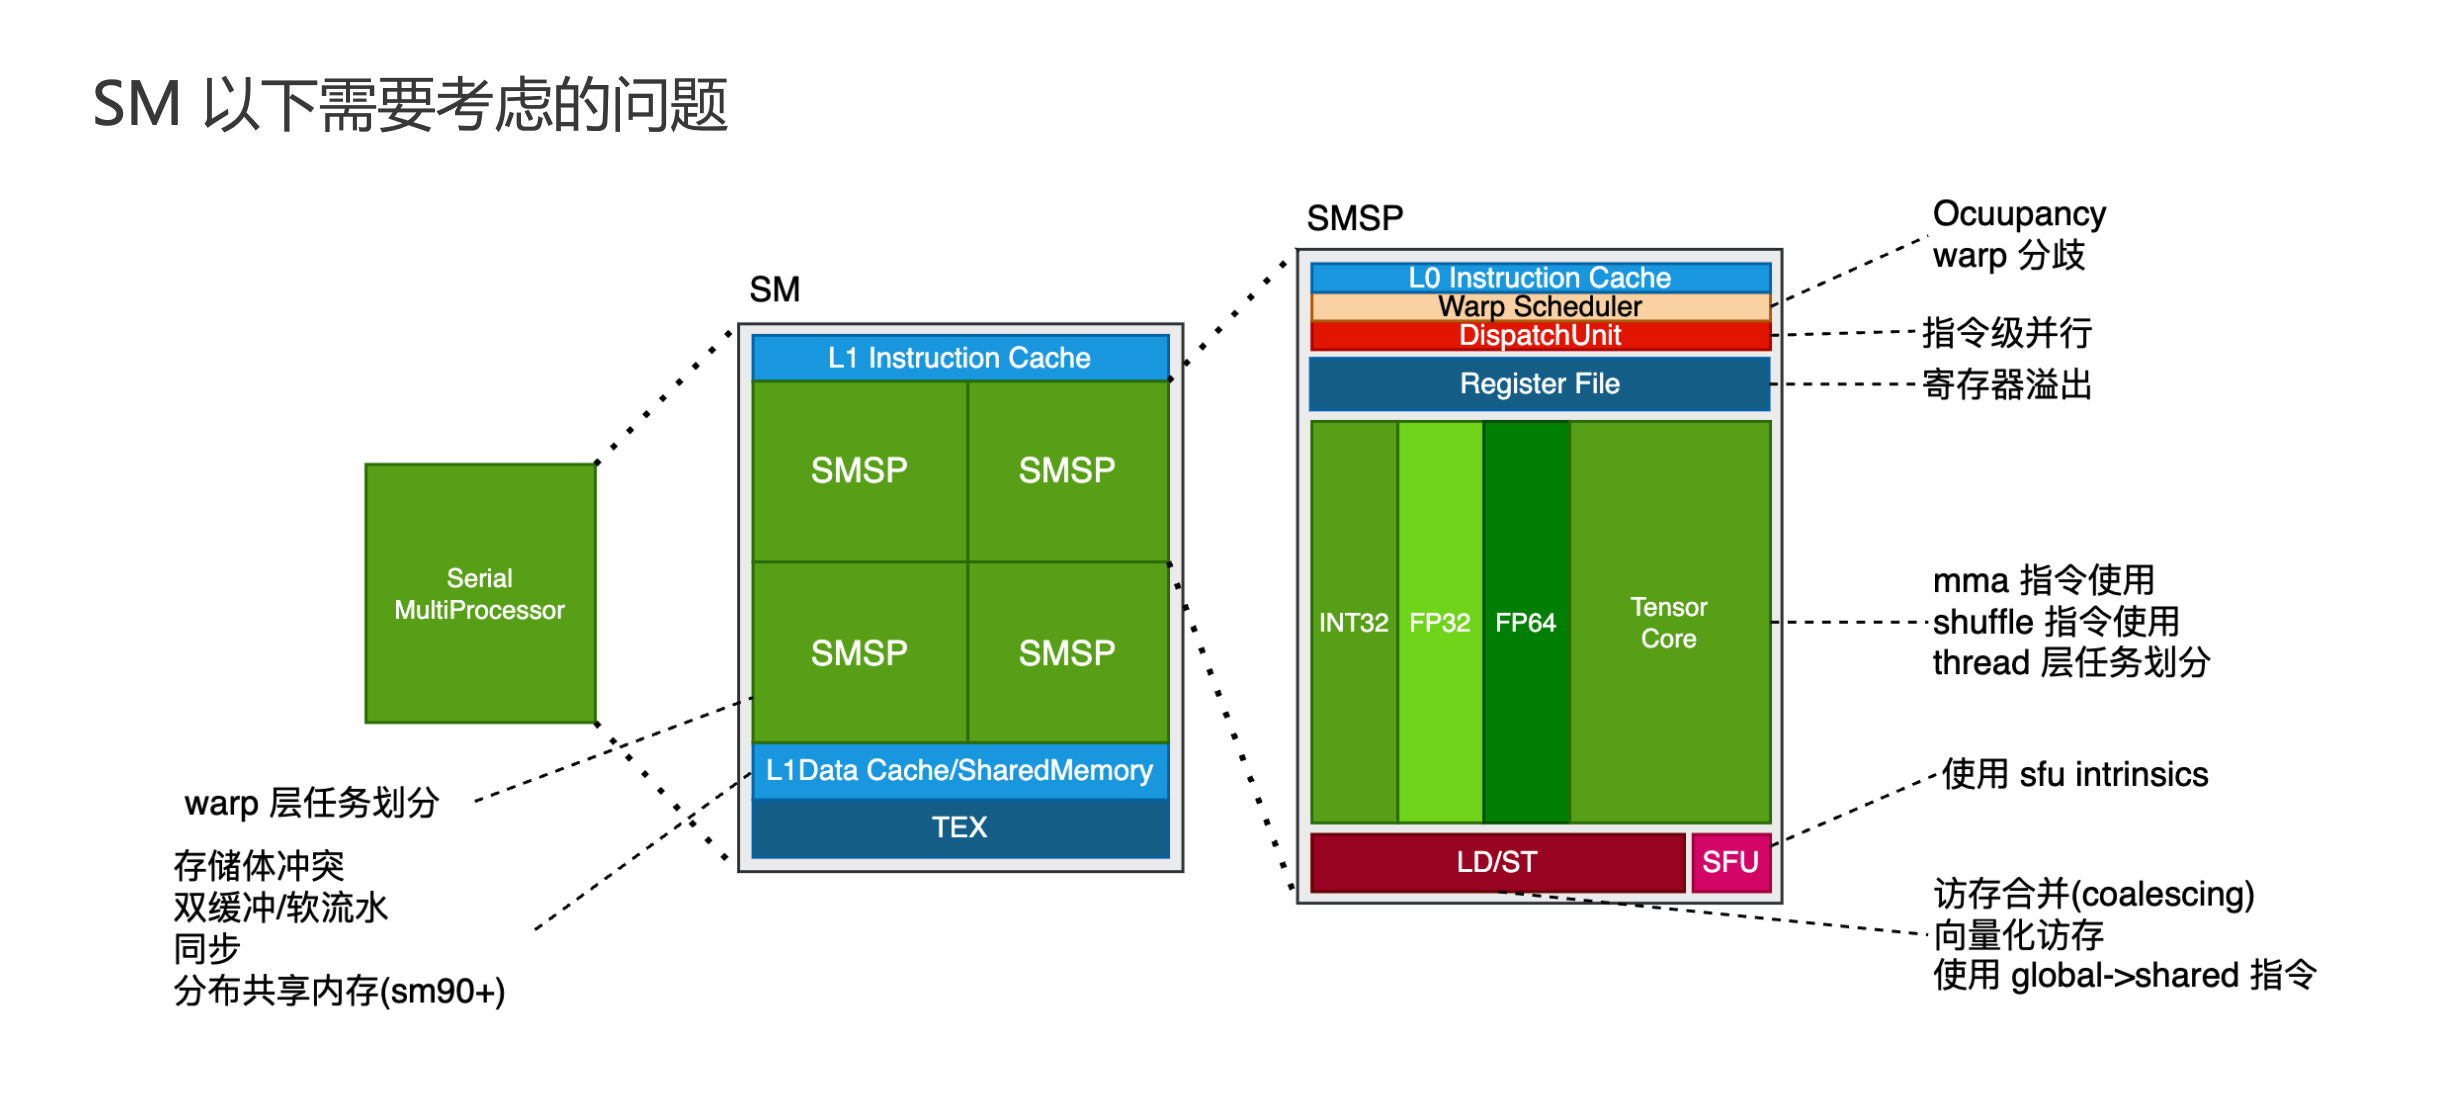 SM 以下需要考虑的问题
Serial
MultiProcessor
SM
L1 Instruction Cache
SMSP
SMSP
SMSP
SMSP
L1Data Cache/SharedMemory
TEX
warp 层任务划分
存储体冲突
双缓冲/软流水
同步
分布共享内存(sm90+)
SMSP
L0 Instruction Cache
Warp Scheduler
DispatchUnit
Register File
INT32
FP32
FP64
Tensor
Core
LD/ST
SFU
Ocuupancy
warp 分歧
指令级并行
寄存器溢出
mma 指令使用
shuffle 指令使用
thread 层任务划分
使用 sfu intrinsics
访存合并(coalescing)
向量化访存
使用 global->shared 指令